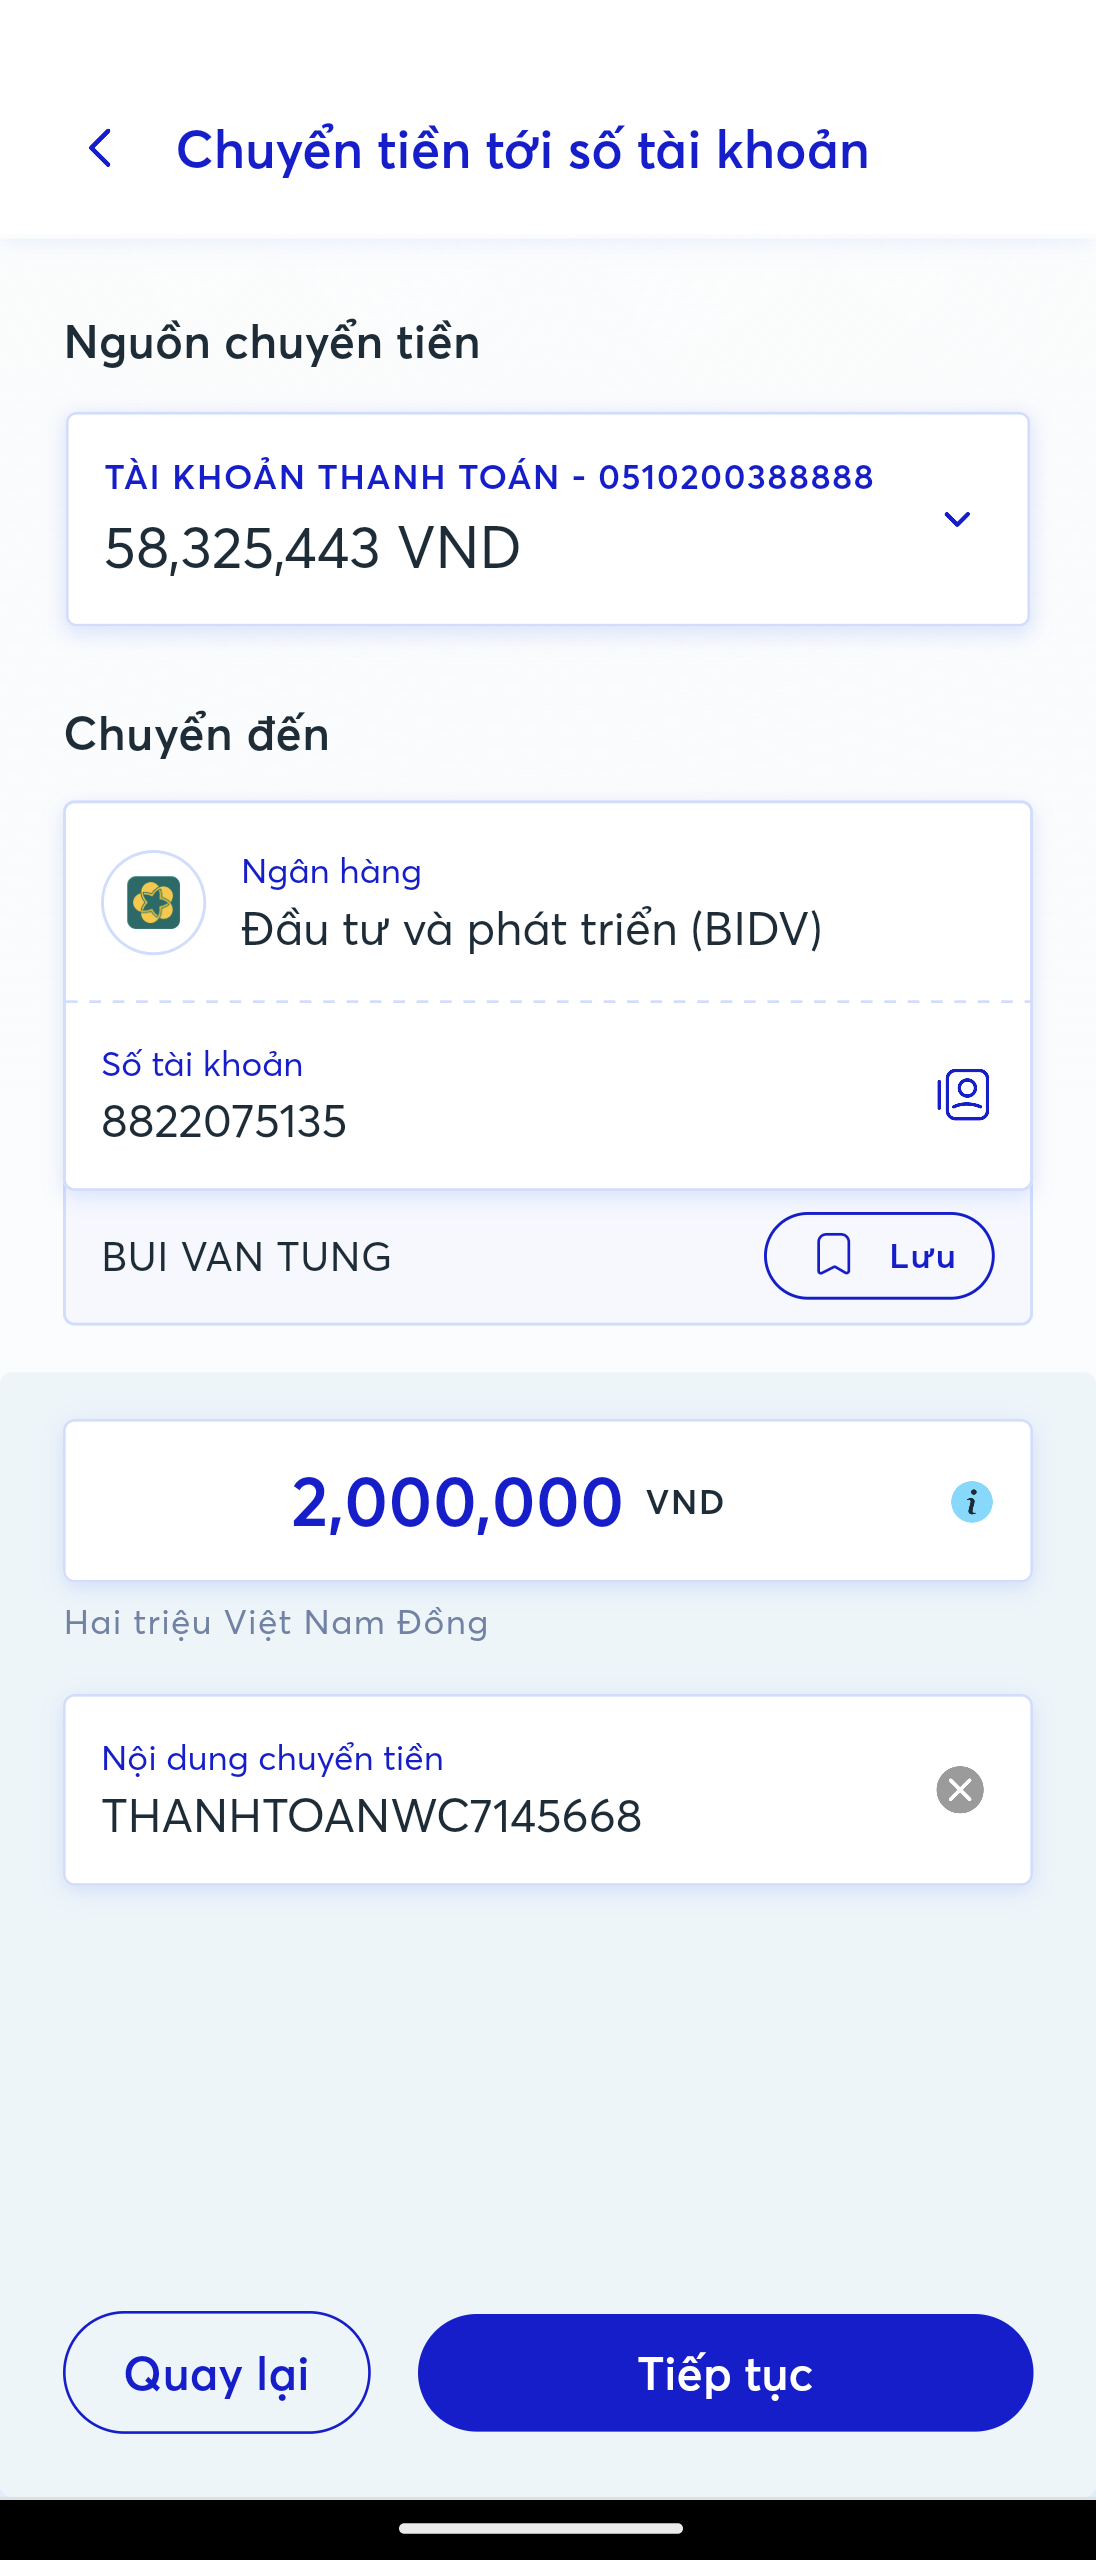 Chuyển tiền tới số tài khoản
Nguồn chuyển tiền
TÀI KHOẢN THANH TOÁN - 0510200388888
58,325,443 VND
Chuyển đến
Ngân hàng
Đầu tư và phát triển (BIDV)
Số tài khoản
8822075135
BUI VAN TUNG
Lưu
2,000,000 VND
Hai triệu Việt Nam Đồng
Nội dung chuyển tiền
THANHTOANWC7145668
Quay lại
Tiếp tục